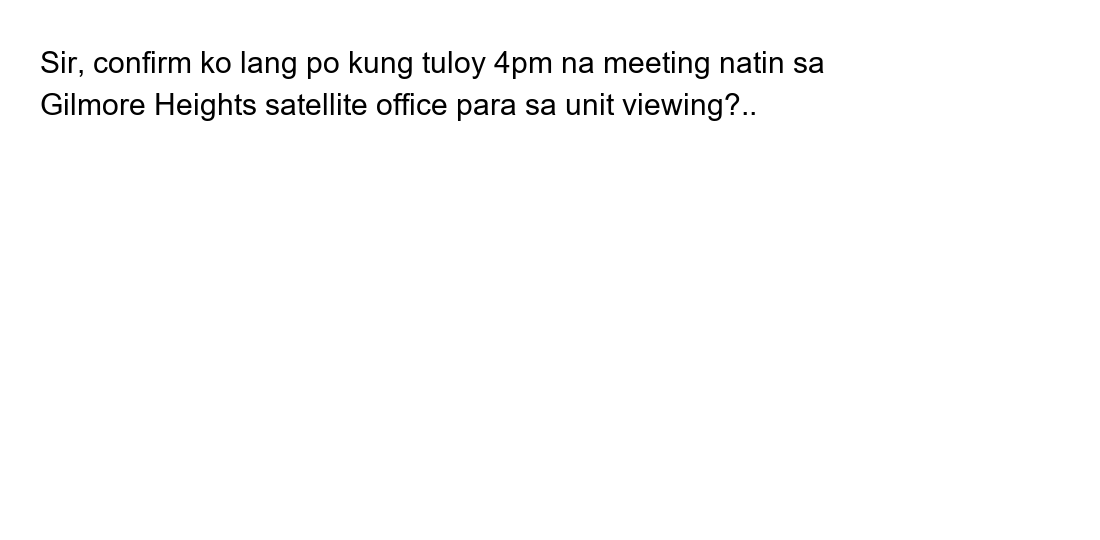 Sir, confirm ko lang po kung tuloy 4pm na meeting natin sa
Gilmore Heights satellite office para sa unit viewing?..